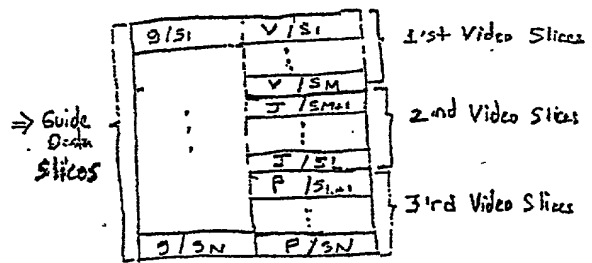 g/S1 V/S1 1'st Video Slices
V/SM
⇒ Guide Data Slices
J/SM+1 2nd Video Slices
J/SL
P/SL+1 3'rd Video Slices
g/SN P/SN